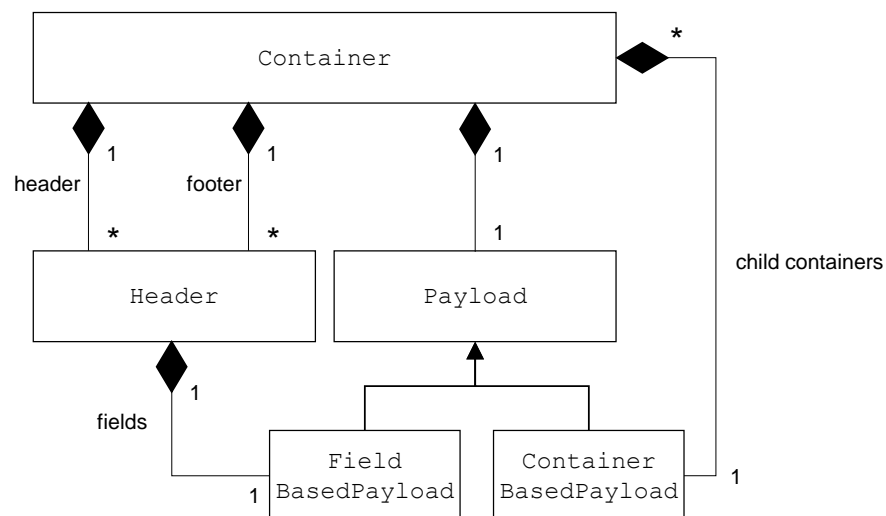 *
Container
1
1
1
header
footer
*
*
1
child containers
Header
Payload
1
fields
Field
BasedPayload
Container
BasedPayload
1
1